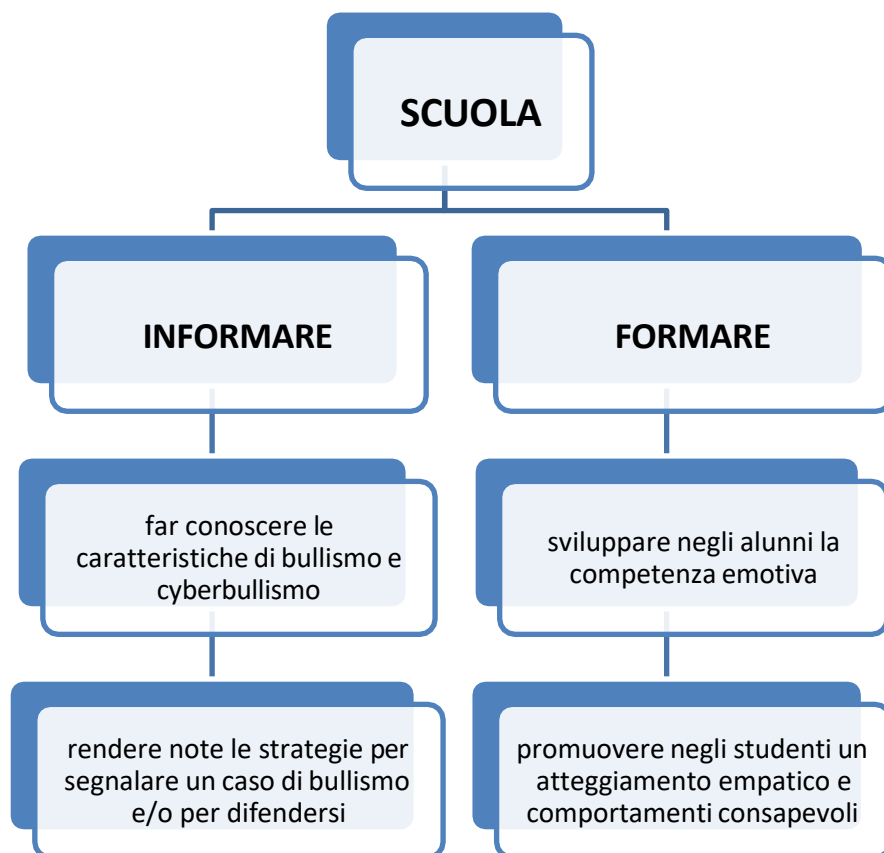 SCUOLA
INFORMARE
FORMARE
far conoscere le
caratteristiche di bullismo e
cyberbullismo
sviluppare negli alunni la
competenza emotiva
rendere note le strategie per
segnalare un caso di bullismo
e/o per difendersi
promuovere negli studenti un
atteggiamento empatico e
comportamenti consapevoli